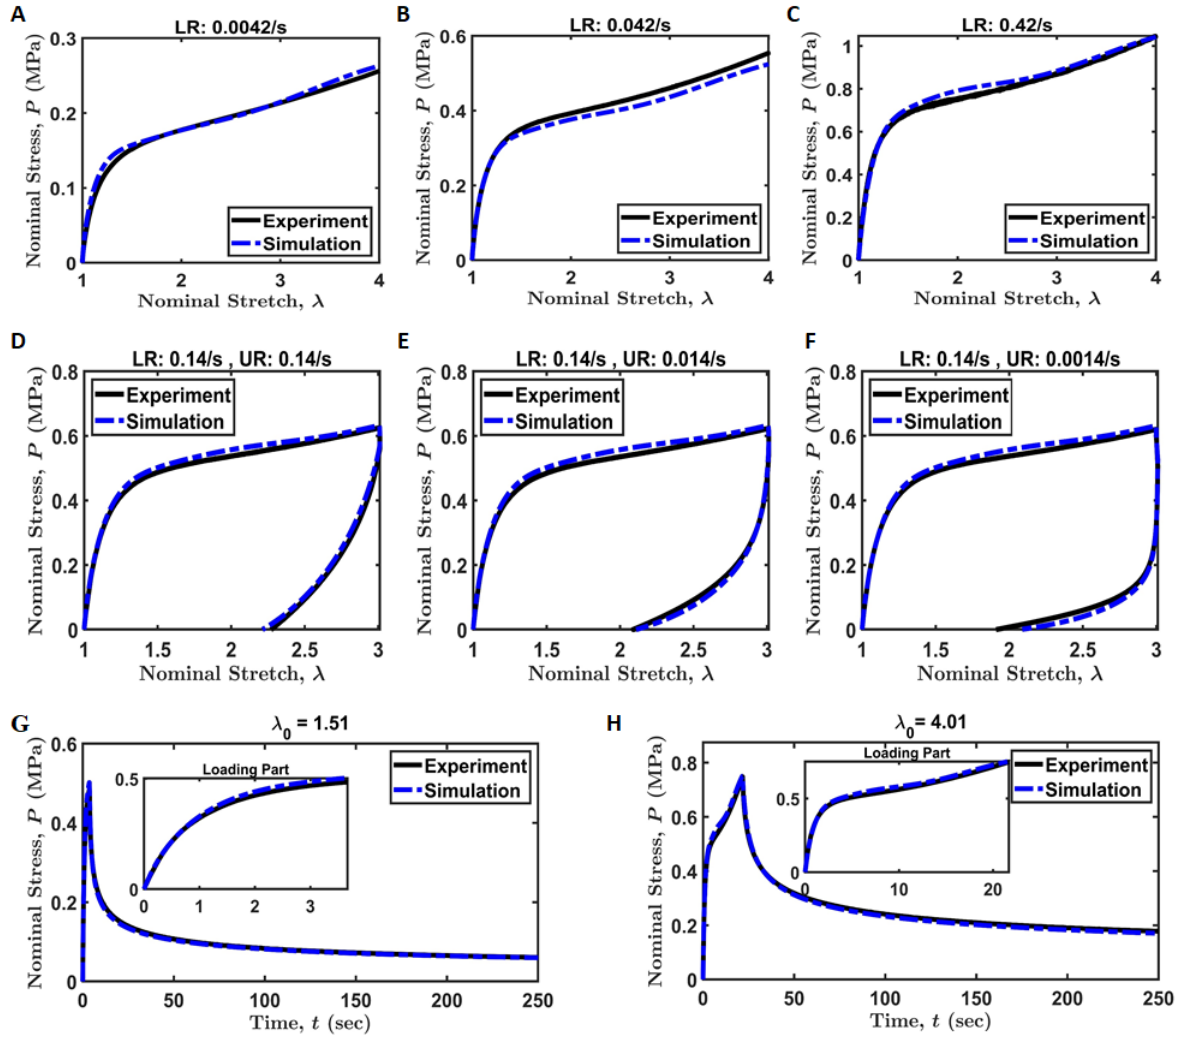 A
LR: 0.0042/s
Nominal Stress, P (MPa)
0.3
0.2
0.1
0
Experiment
Simulation
1 2 3 4
Nominal Stretch, λ
B
LR: 0.042/s
Nominal Stress, P (MPa)
0.6
0.4
0.2
0
Experiment
Simulation
1 2 3 4
Nominal Stretch, λ
C
LR: 0.42/s
Nominal Stress, P (MPa)
1
0.8
0.6
0.4
0.2
0
Experiment
Simulation
1 2 3 4
Nominal Stretch, λ
D
LR: 0.14/s , UR: 0.14/s
Nominal Stress, P (MPa)
0.8
0.6
0.4
0.2
0
Experiment
Simulation
1 1.5 2 2.5 3
Nominal Stretch, λ
E
LR: 0.14/s , UR: 0.014/s
Nominal Stress, P (MPa)
0.8
0.6
0.4
0.2
0
Experiment
Simulation
1 1.5 2 2.5 3
Nominal Stretch, λ
F
LR: 0.14/s , UR: 0.0014/s
Nominal Stress, P (MPa)
0.8
0.6
0.4
0.2
0
Experiment
Simulation
1 1.5 2 2.5 3
Nominal Stretch, λ
G
λ0 = 1.51
Nominal Stress, P (MPa)
0.6
0.4
0.2
0
Loading Part
0.5
0
0 1 2 3
Experiment
Simulation
0 50 100 150 200 250
Time, t (sec)
H
λ0 = 4.01
Nominal Stress, P (MPa)
0.8
0.6
0.4
0.2
0
Loading Part
0.5
0
0 10 20
Experiment
Simulation
0 50 100 150 200 250
Time, t (sec)